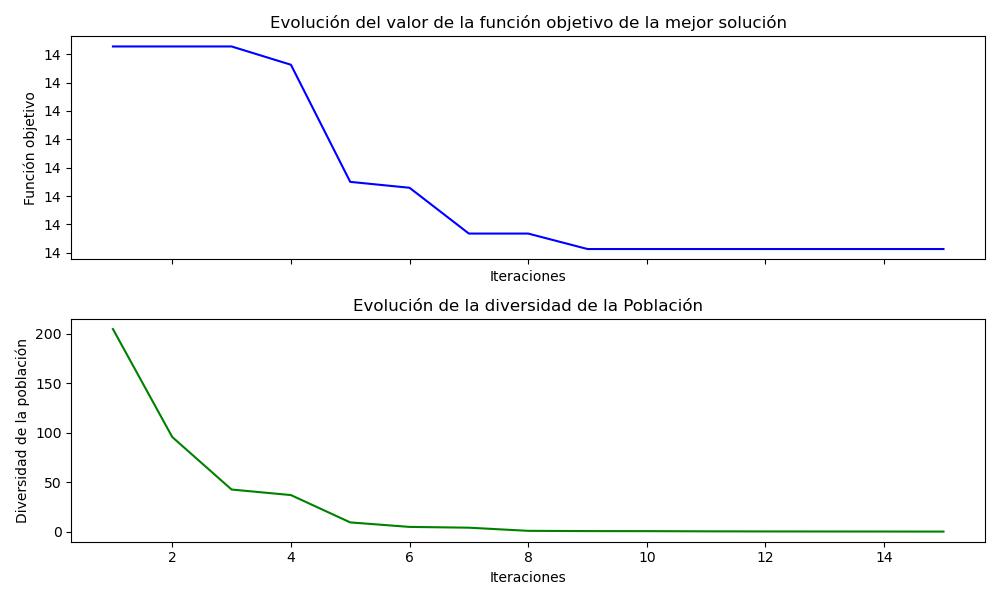 Evolución del valor de la función objetivo de la mejor solución
Función objetivo
14
14
14
14
14
14
14
14
Iteraciones
Evolución de la diversidad de la Población
Diversidad de la población
200
150
100
50
0
2 4 6 8 10 12 14
Iteraciones